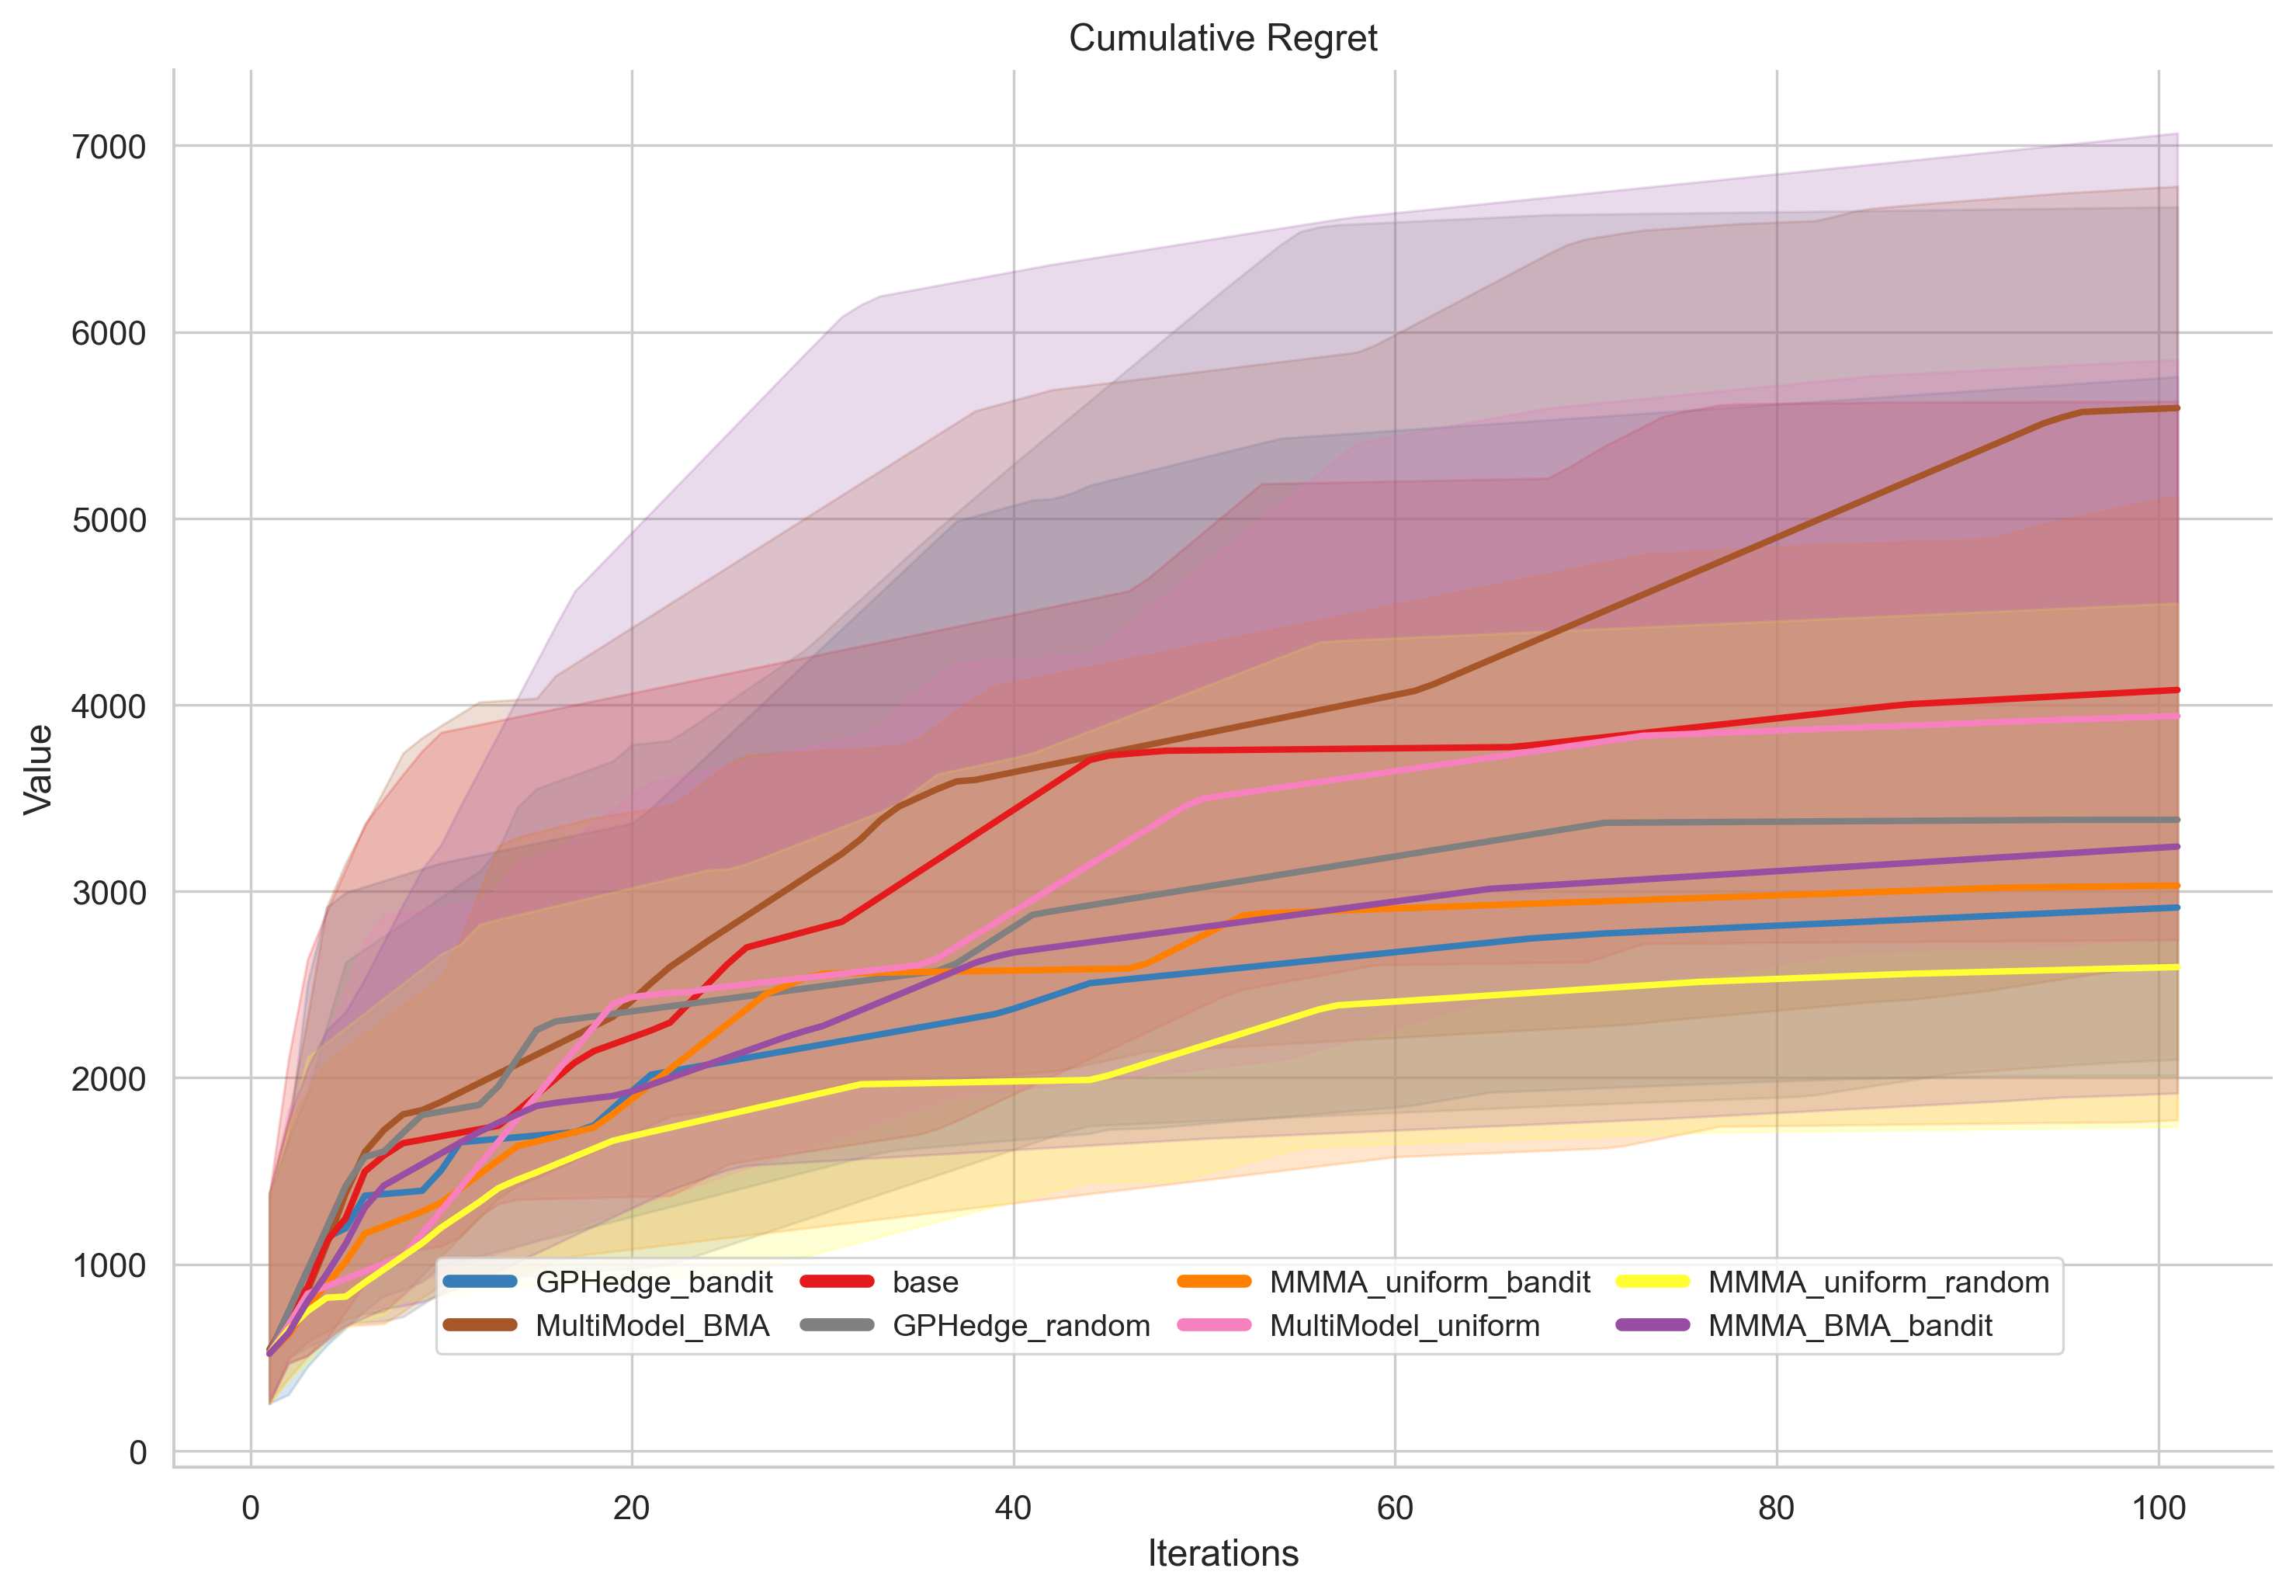 Cumulative Regret
7000
6000
5000
4000
3000
2000
1000
0
Value
GPHedge_bandit base MMMA_uniform_bandit MMMA_uniform_random
MultiModel_BMA GPHedge_random MultiModel_uniform MMMA_BMA_bandit
0 20 40 60 80 100
Iterations